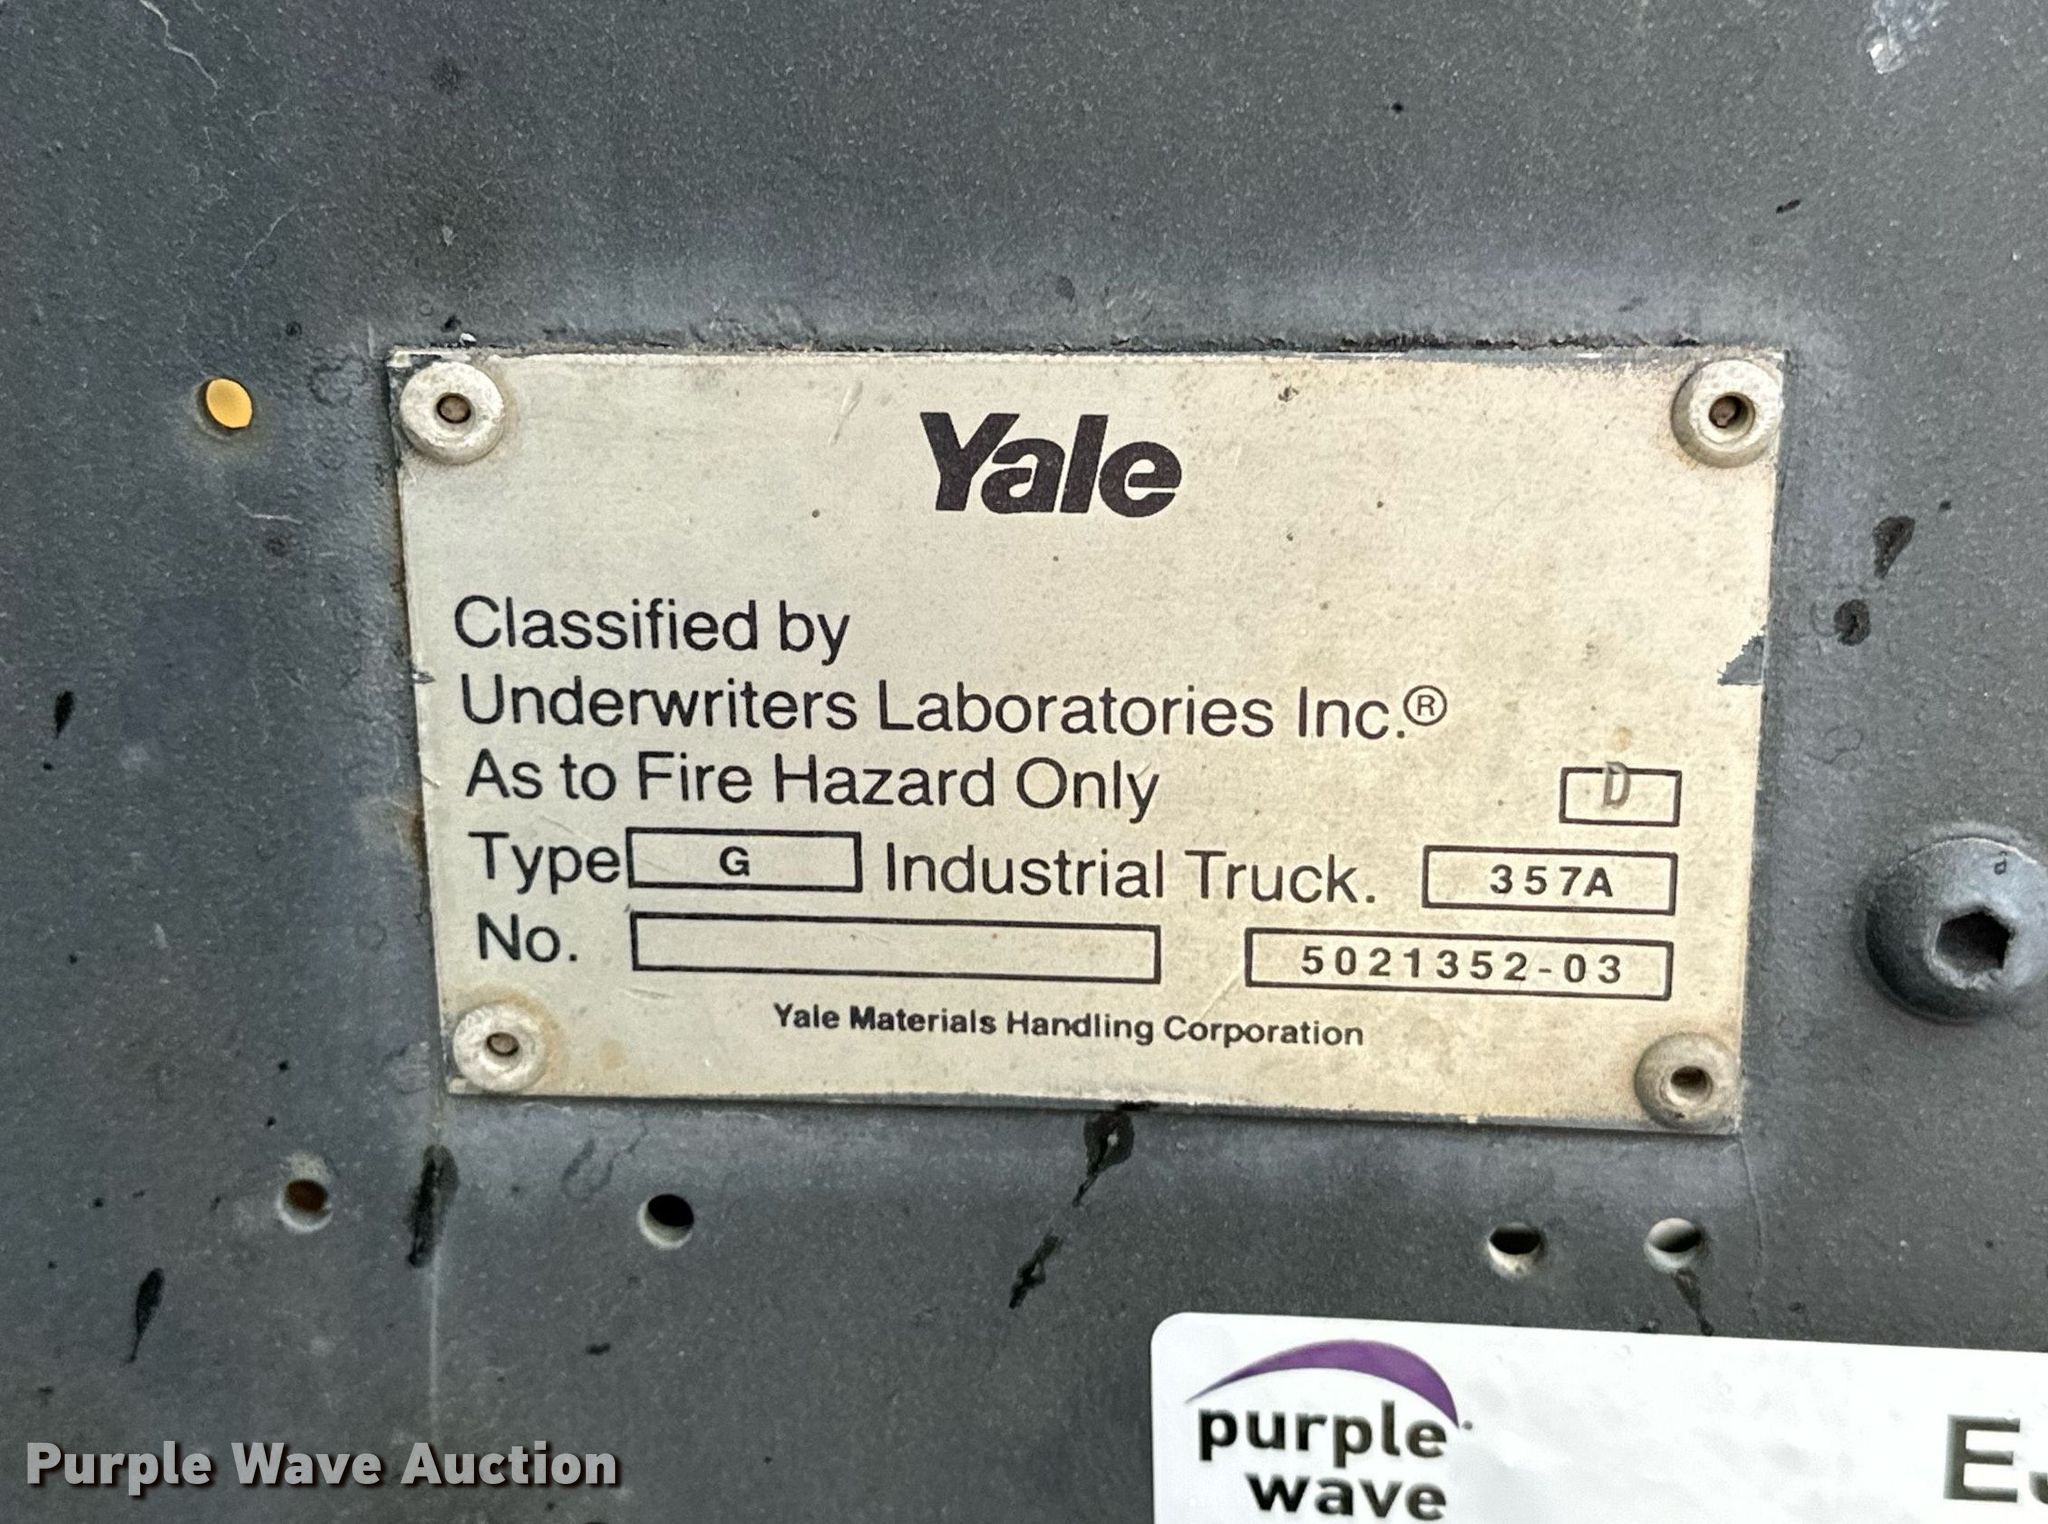 Yale
Classified by
Underwriters Laboratories Inc.®
As to Fire Hazard Only
D
Type G Industrial Truck. 357A
No. 5021352-03
Yale Materials Handling Corporation
purple
wave
Purple Wave Auction